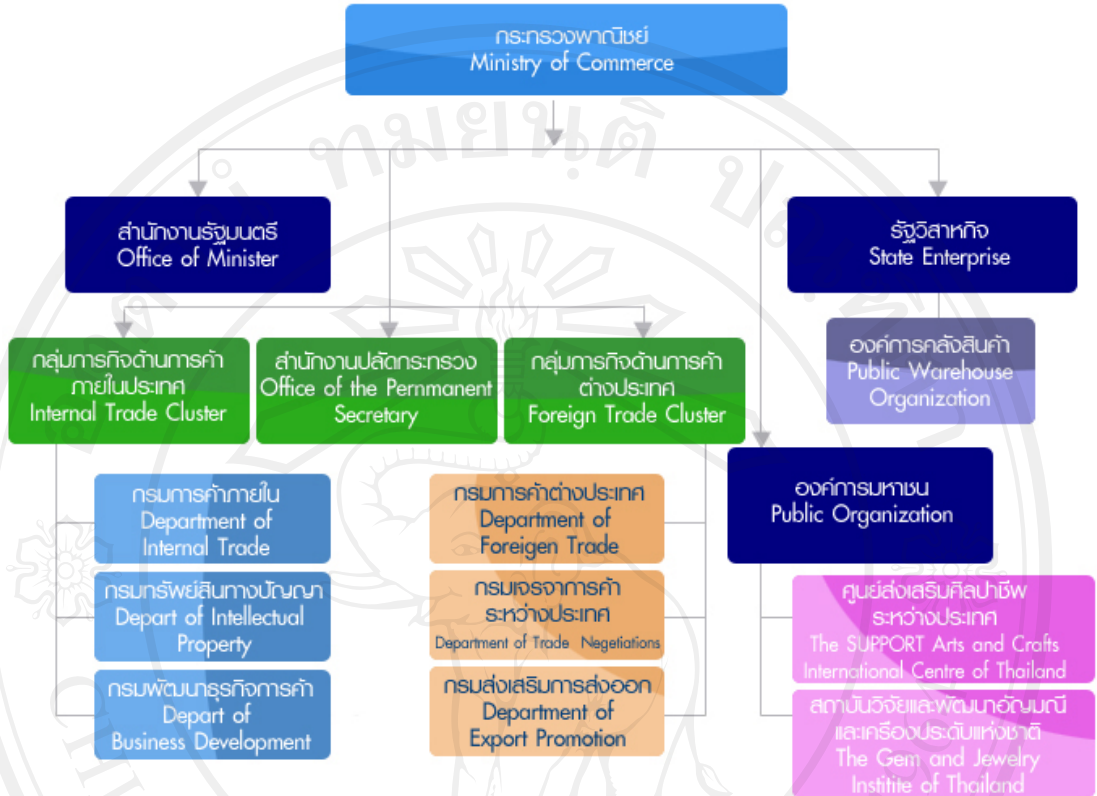 กระทรวงพาณิชย์
Ministry of Commerce
สำนักงานรัฐมนตรี
Office of Minister
รัฐวิสาหกิจ
State Enterprise
กลุ่มภารกิจด้านการค้า
ภายในประเทศ
Internal Trade Cluster
สำนักงานปลัดกระทรวง
Office of the Pernmanent
Secretary
กลุ่มภารกิจด้านการค้า
ต่างประเทศ
Foreign Trade Cluster
องค์การคลังสินค้า
Public Warehouse
Organization
กรมการค้าภายใน
Department of
Internal Trade
กรมทรัพย์สินทางปัญญา
Depart of Intellectual
Property
กรมพัฒนาธุรกิจการค้า
Depart of
Business Development
กรมการค้าต่างประเทศ
Department of
Foreigen Trade
กรมเจรจาการค้า
ระหว่างประเทศ
Department of Trade Negetiations
กรมส่งเสริมการส่งออก
Department of
Export Promotion
องค์การมหาชน
Public Organization
ศูนย์ส่งเสริมศิลปาชีพ
ระหว่างประเทศ
The SUPPORT Arts and Crafts
International Centre of Thailand
สถาบันวิจัยและพัฒนาอัญมณี
และเครื่องประดับแห่งชาติ
The Gem and Jewelry
Institite of Thailand